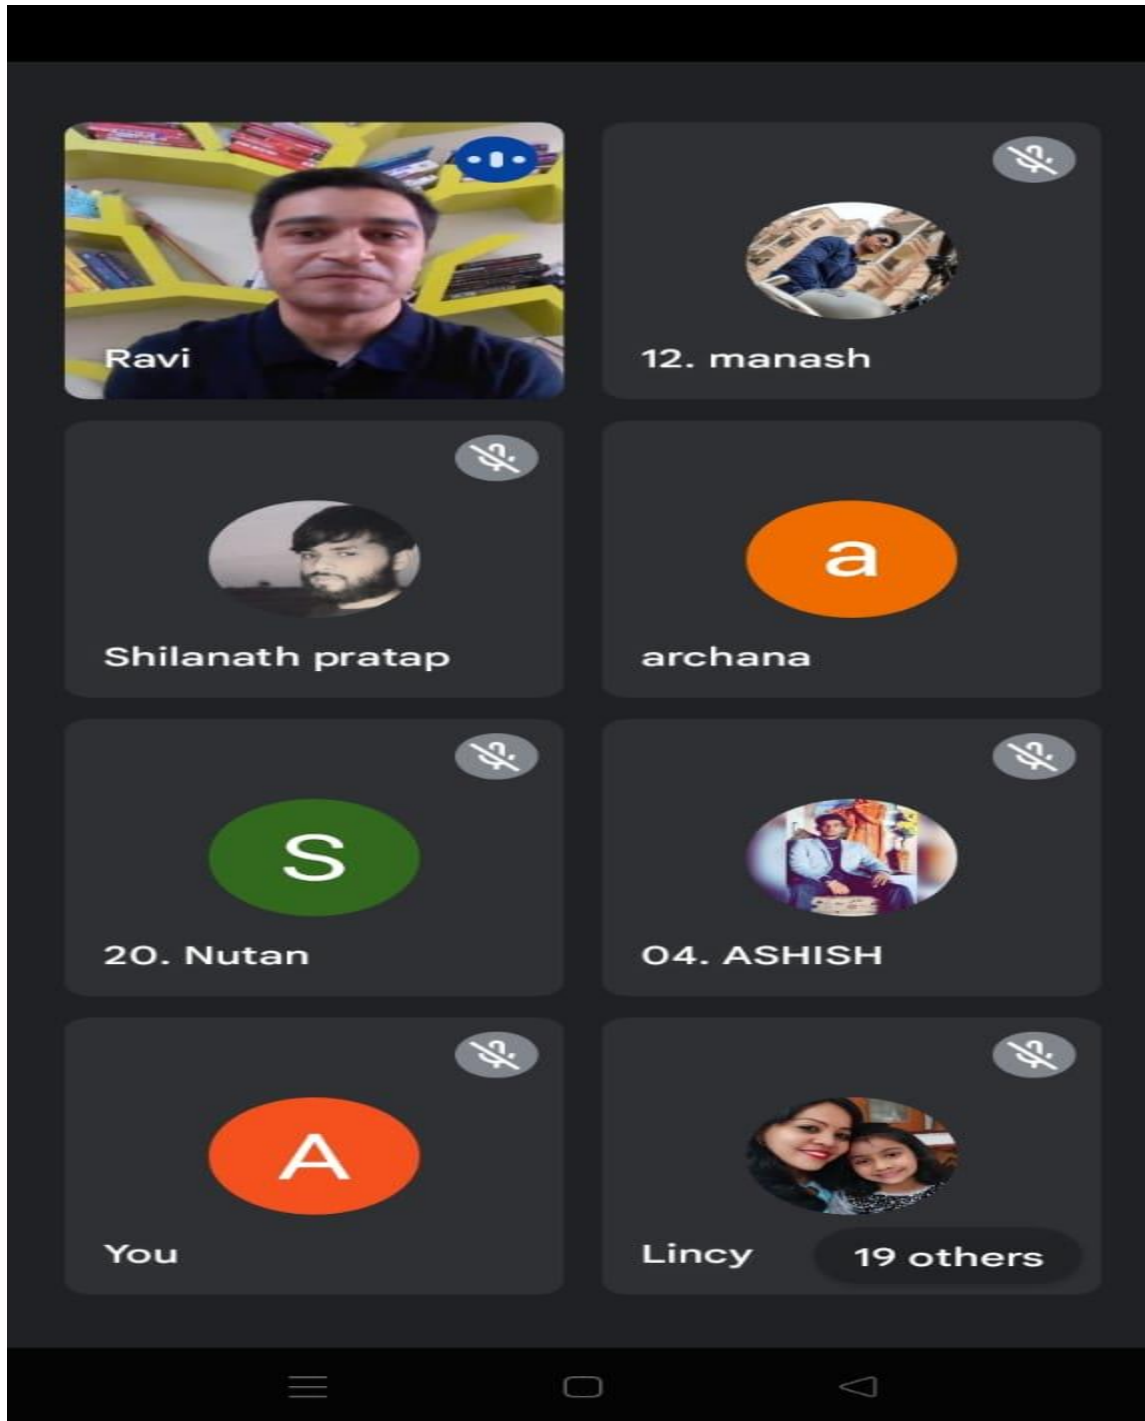 Ravi
12. manash
Shilanath pratap
a
archana
S
20. Nutan
04. ASHISH
A
You
Lincy
19 others